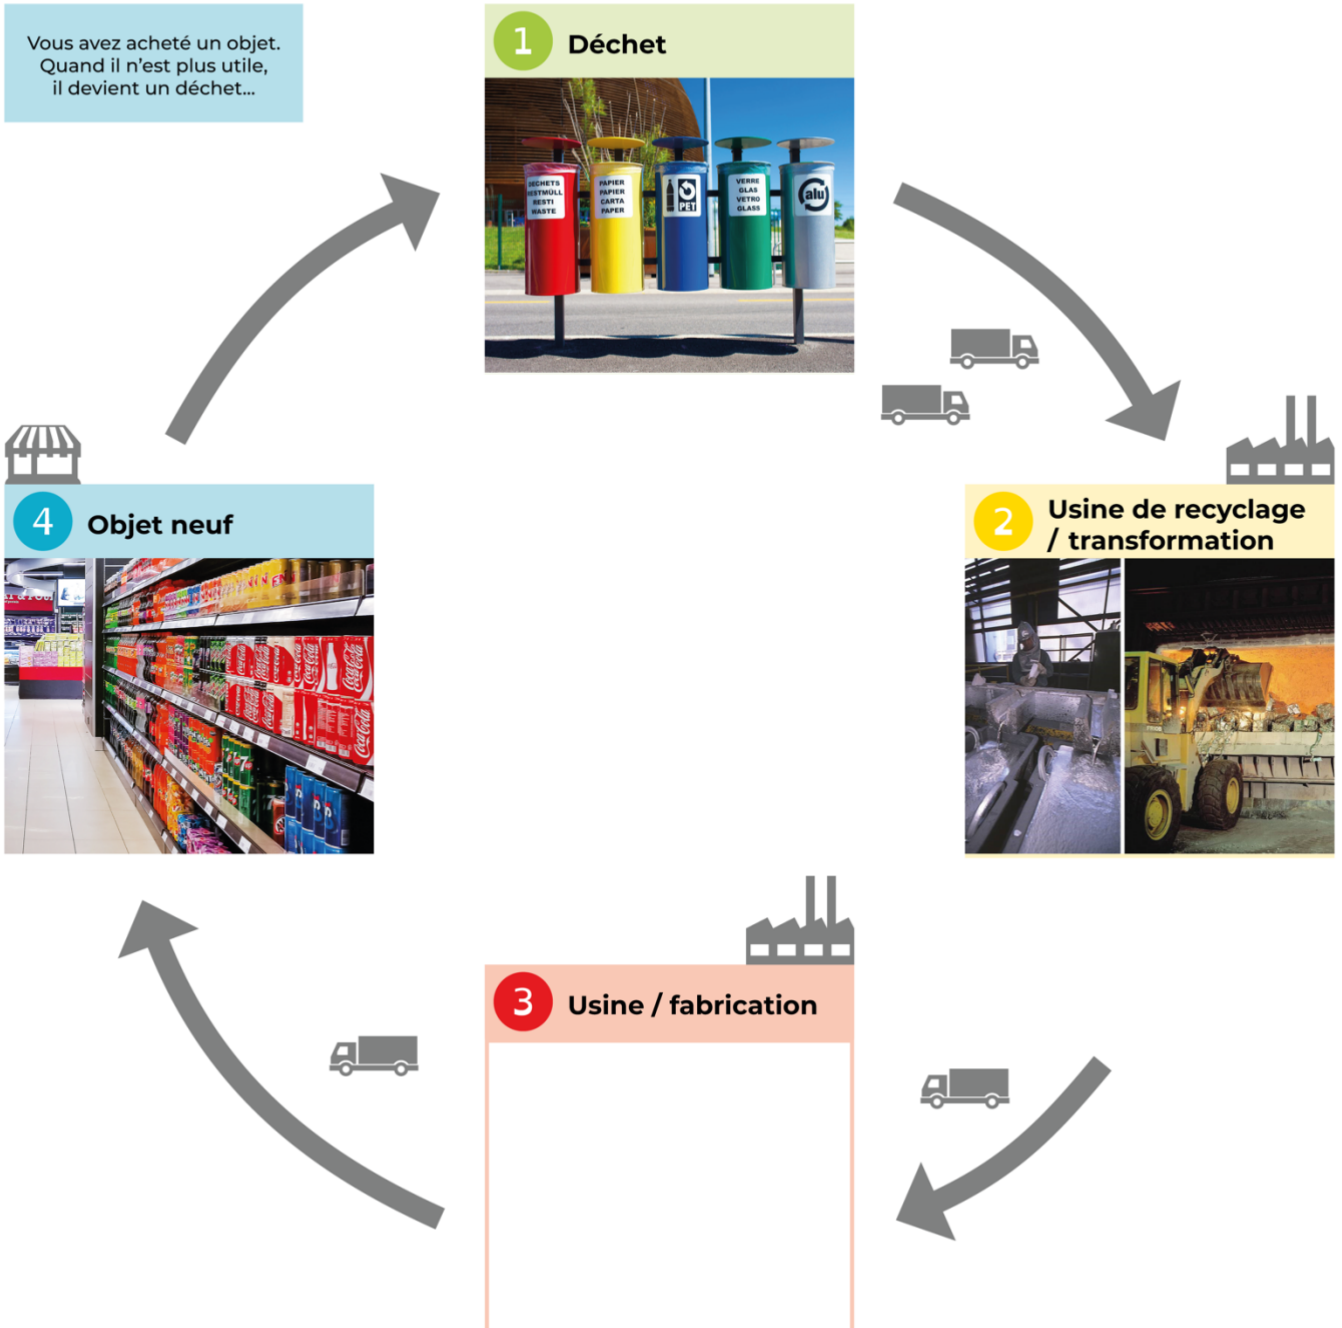 Vous avez acheté un objet.
Quand il n'est plus utile,
il devient un déchet...
1 Déchet
DECHETS
RESTMÜLL
RESTI
WASTE
PAPIER
PAPIER
CARTA
PAPER
PET
VERRE
GLAS
VETRO
GLASS
alu
4 Objet neuf
Coca-Cola
2 Usine de recyclage
/ transformation
3 Usine / fabrication